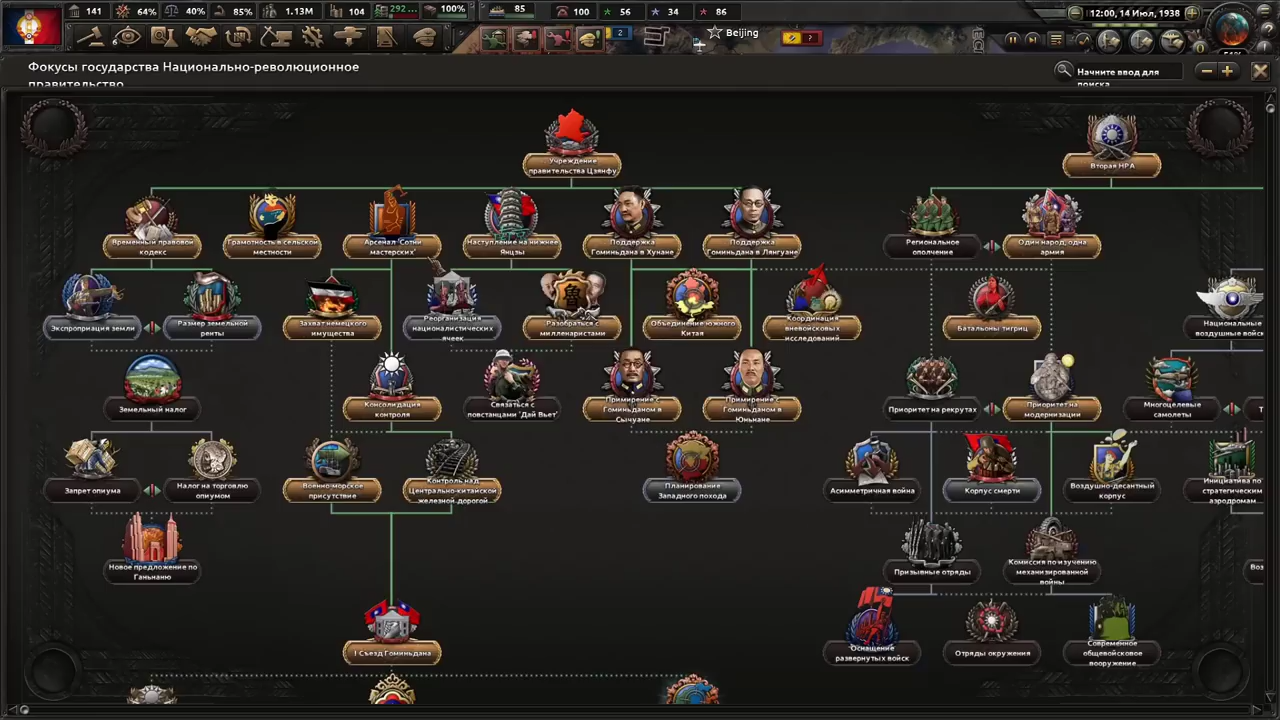 141
64%
40%
85%
1.13M
104
292...
100%
85
100
56
34
86
12:00, 14 Июл, 1938
2
Beijing
?
51%
Фокусы государства Национально-революционное
правительство
Начните ввод для
поиска
Учреждение
правительства Цзянфу
Вторая НРА
Временный правовой
кодекс
Грамотность в сельской
местности
Арсенал 'Сотни
мастерских'
Наступление на нижнее
Янцзы
Поддержка
Гоминьдана в Хунане
Поддержка
Гоминьдана в Лянгуане
Региональное
ополчение
Один народ, одна
армия
Экспроприация земли
Размер земельной
ренты
Захват немецкого
имущества
Реорганизация
националистических
ячеек
Разобраться с
милленаристами
Объединение южного
Китая
Координация
вневойсковых
исследований
Батальоны тигриц
Национальные
воздушные войск
Земельный налог
Консолидация
контроля
Связаться с
повстанцами 'Дай Вьет'
Примирение с
Гоминьданом в
Сычуане
Примирение с
Гоминьданом в
Юньнане
Приоритет на рекрутах
Приоритет на
модернизации
Многоцелевые
самолеты
Т
Запрет опиума
Налог на торговлю
опиумом
Военно-морское
присутствие
Контроль над
Центрально-китайской
железной дорогой
Планирование
Западного похода
Асимметричная война
Корпус смерти
Воздушно-десантный
корпус
Инициатива по
стратегическим
аэродромам
Новое предложение по
Ганьнаню
Призывные отряды
Комиссия по изучению
механизированной
войны
Воз
I Съезд Гоминьдана
Оснащение
развернутых войск
Отряды окружения
Современное
общевойсковое
вооружение